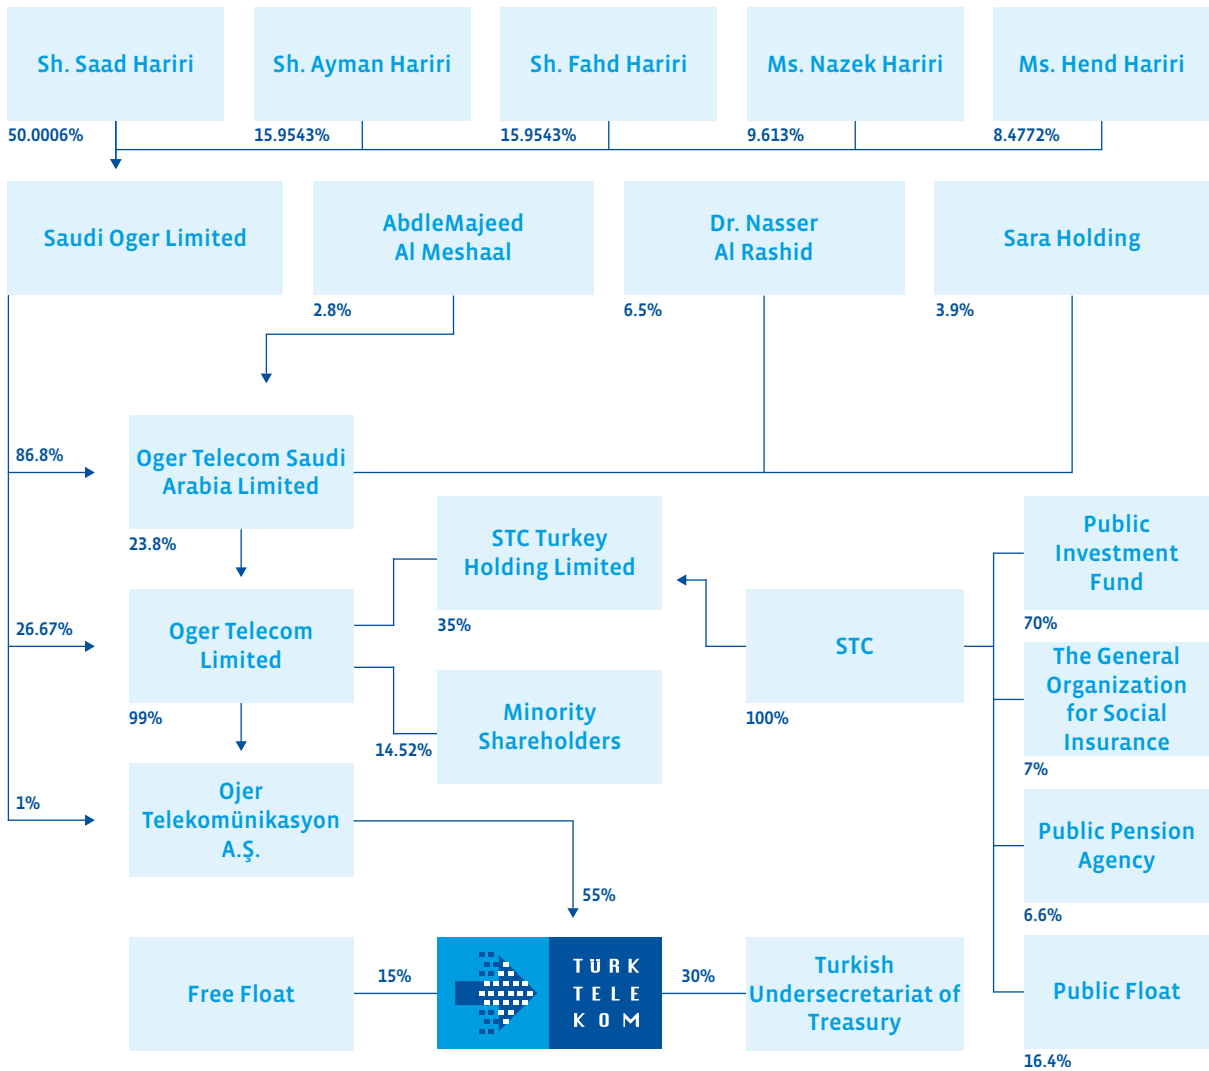 Sh. Saad Hariri
Sh. Ayman Hariri
Sh. Fahd Hariri
Ms. Nazek Hariri
Ms. Hend Hariri
50.0006%
15.9543%
15.9543%
9.613%
8.4772%
Saudi Oger Limited
AbdleMajeed
Al Meshaal
Dr. Nasser
Al Rashid
Sara Holding
2.8%
6.5%
3.9%
86.8%
Oger Telecom Saudi
Arabia Limited
23.8%
STC Turkey
Holding Limited
35%
Public
Investment
Fund
70%
26.67%
Oger Telecom
Limited
99%
STC
100%
The General
Organization
for Social
Insurance
7%
Minority
Shareholders
14.52%
1%
Ojer
Telekomünikasyon
A.Ş.
55%
Public Pension
Agency
6.6%
Free Float
15%
TÜRK
TELE
KOM
30%
Turkish
Undersecretariat of
Treasury
Public Float
16.4%